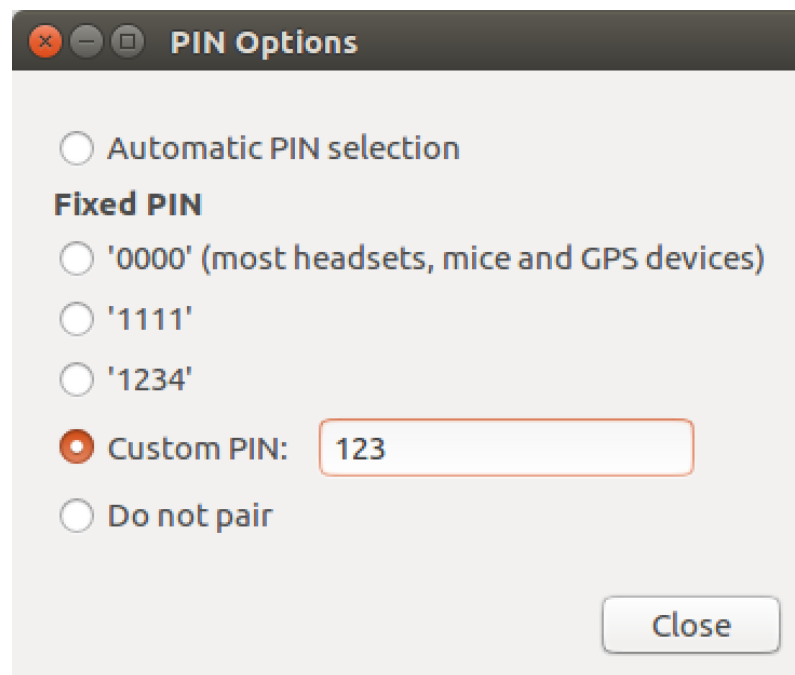 PIN Options
Automatic PIN selection
Fixed PIN
'0000' (most headsets, mice and GPS devices)
'1111'
'1234'
Custom PIN: 123
Do not pair
Close